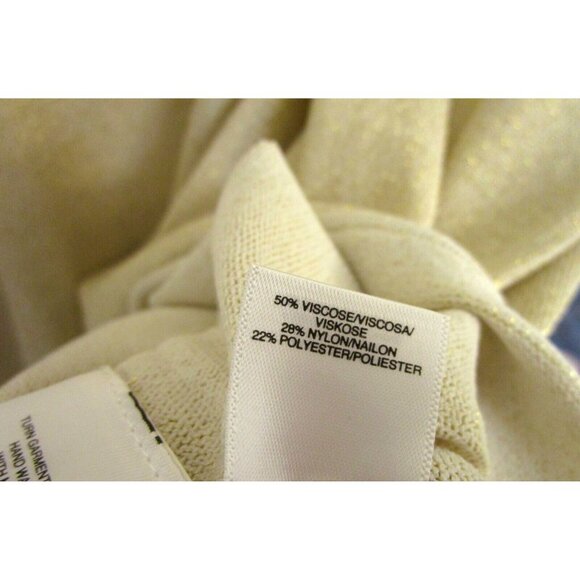 50% VISCOSE/VISCOSA/
VISKOSE
28% NYLON/NAILON
22% POLYESTER/POLIESTER
TURN GARMENT
HAND WA
WITH